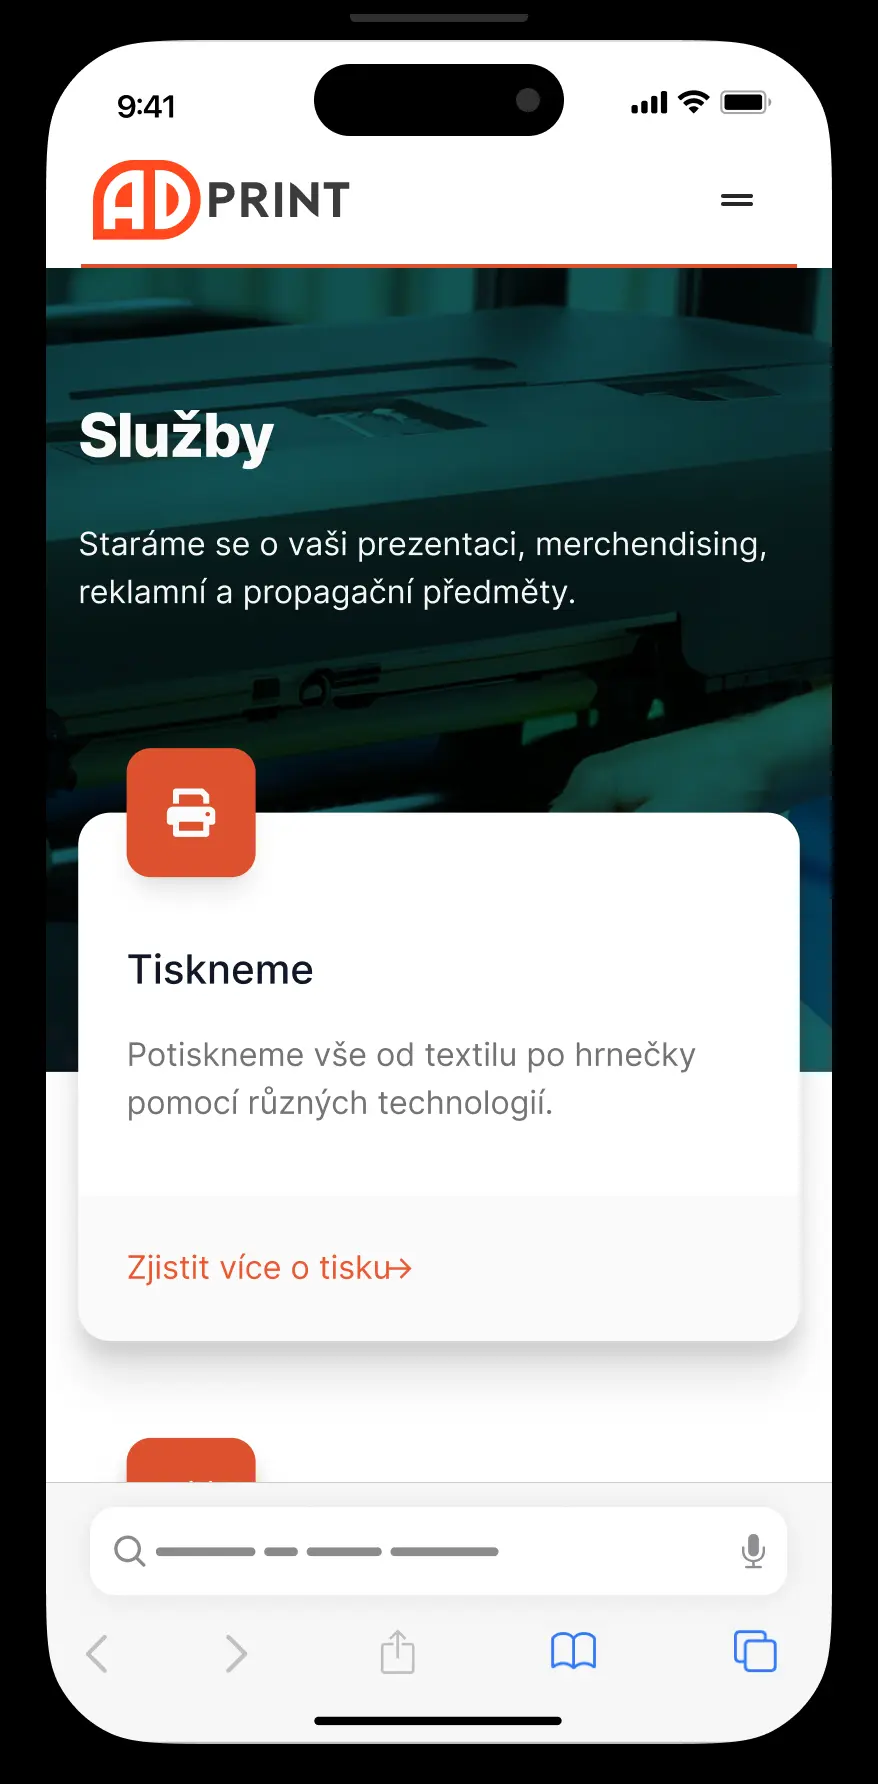 9:41
AD PRINT
Služby
Staráme se o vaši prezentaci, merchendising,
reklamní a propagační předměty.
Tiskneme
Potiskneme vše od textilu po hrnečky
pomocí různých technologií.
Zjistit více o tisku→